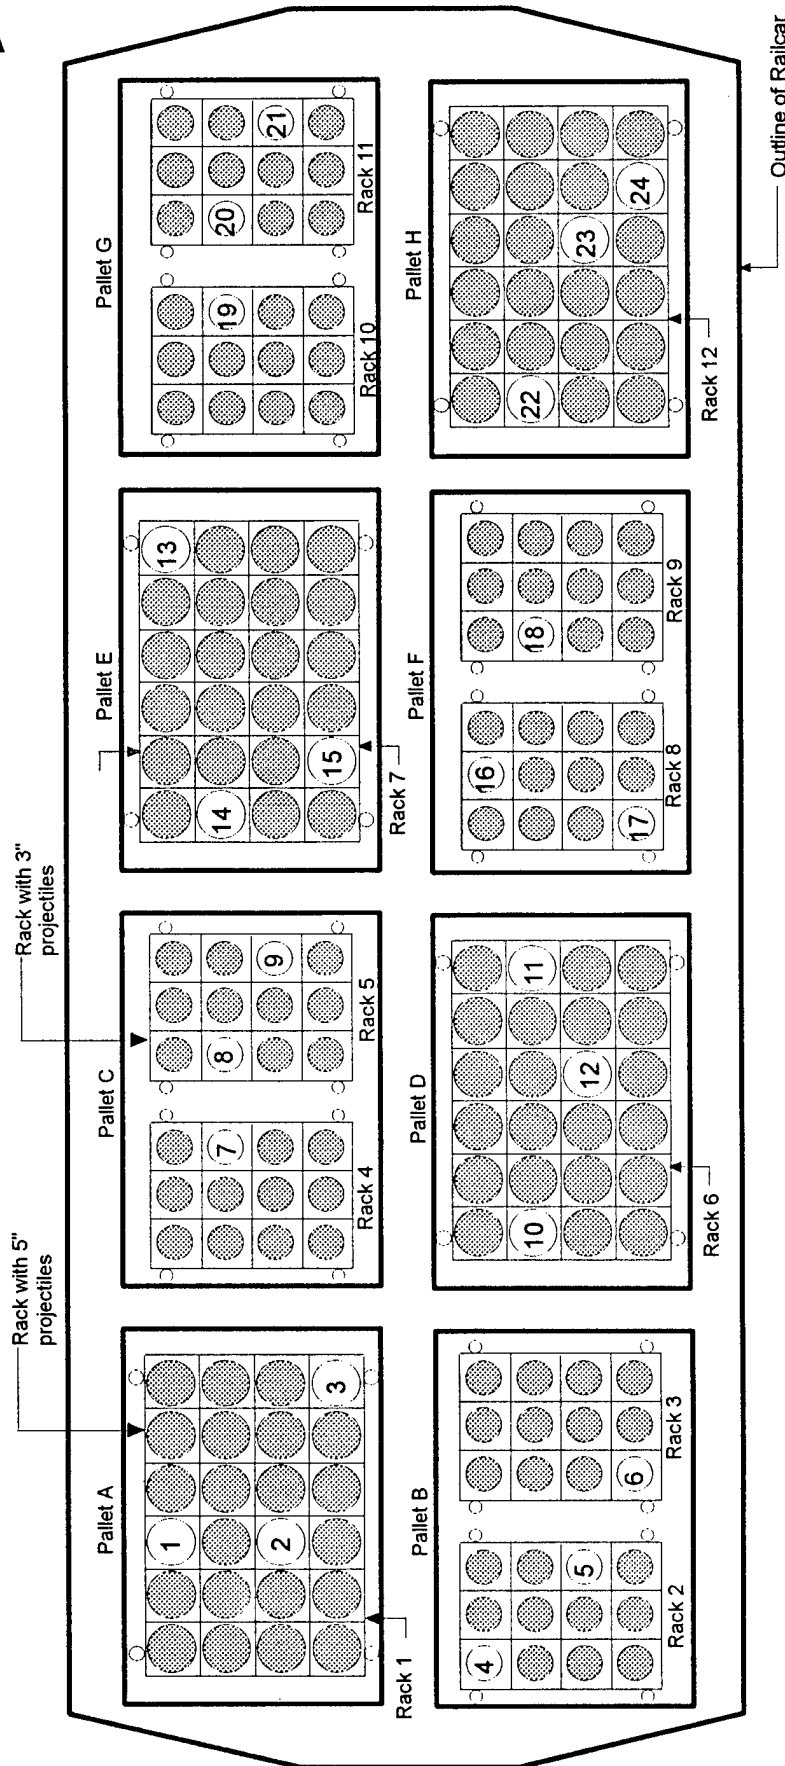 Rack with 5"
projectiles
Rack with 3"
projectiles
Pallet A
1
2
3
Rack 1
Pallet C
7
8
9
Rack 4
Rack 5
Pallet E
13
14
15
Rack 7
Pallet G
19
20
21
Rack 10
Rack 11
Pallet B
4
5
6
Rack 2
Rack 3
Pallet D
10
11
12
Rack 6
Pallet F
16
17
18
Rack 8
Rack 9
Pallet H
22
23
24
Rack 12
Outline of Railcar